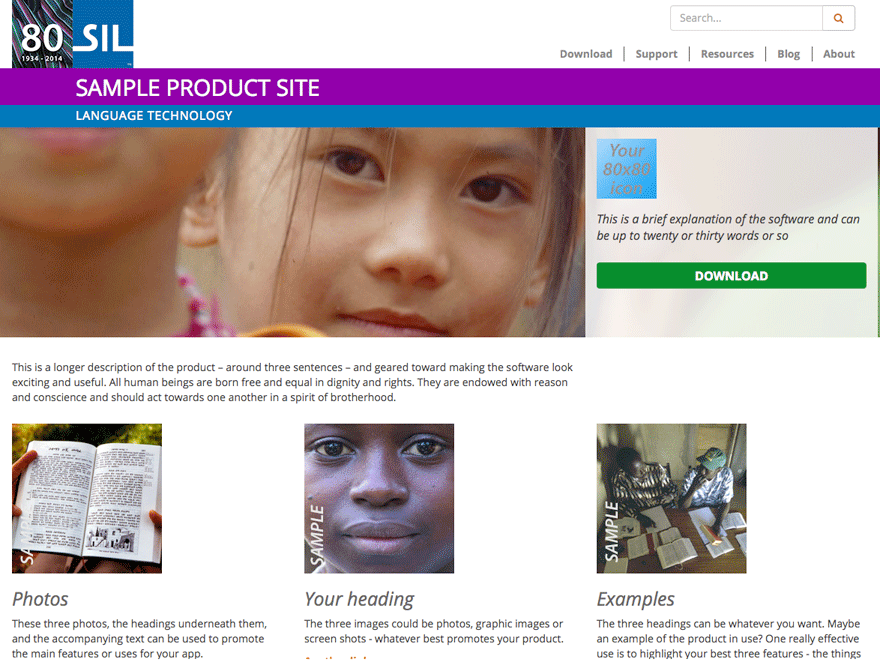 80 SIL
1934 - 2014
Search...
Download Support Resources Blog About
SAMPLE PRODUCT SITE
LANGUAGE TECHNOLOGY
Your
80x80
icon
This is a brief explanation of the software and can
be up to twenty or thirty words or so
DOWNLOAD
This is a longer description of the product – around three sentences – and geared toward making the software look
exciting and useful. All human beings are born free and equal in dignity and rights. They are endowed with reason
and conscience and should act towards one another in a spirit of brotherhood.
SAMPLE
SAMPLE
Photos
These three photos, the headings underneath them,
and the accompanying text can be used to promote
the main features or uses for your app.
Your heading
The three images could be photos, graphic images or
screen shots - whatever best promotes your product.
Examples
The three headings can be whatever you want. Maybe
an example of the product in use? One really effective
use is to highlight your best three features - the things